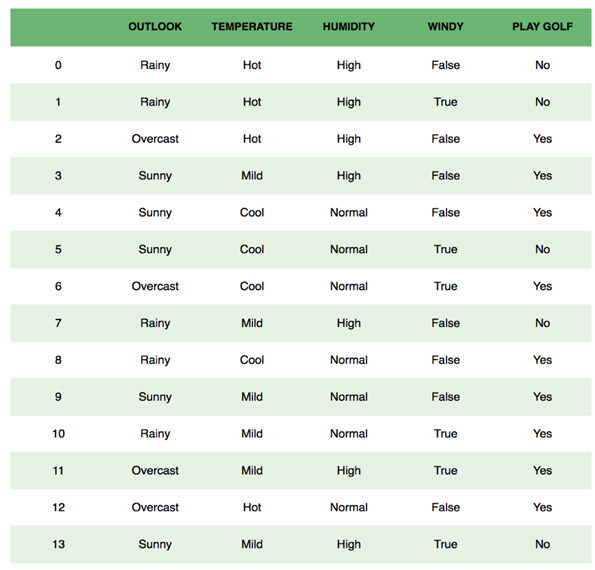 OUTLOOK TEMPERATURE HUMIDITY WINDY PLAY GOLF
0 Rainy Hot High False No
1 Rainy Hot High True No
2 Overcast Hot High False Yes
3 Sunny Mild High False Yes
4 Sunny Cool Normal False Yes
5 Sunny Cool Normal True No
6 Overcast Cool Normal True Yes
7 Rainy Mild High False No
8 Rainy Cool Normal False Yes
9 Sunny Mild Normal False Yes
10 Rainy Mild Normal True Yes
11 Overcast Mild High True Yes
12 Overcast Hot Normal False Yes
13 Sunny Mild High True No